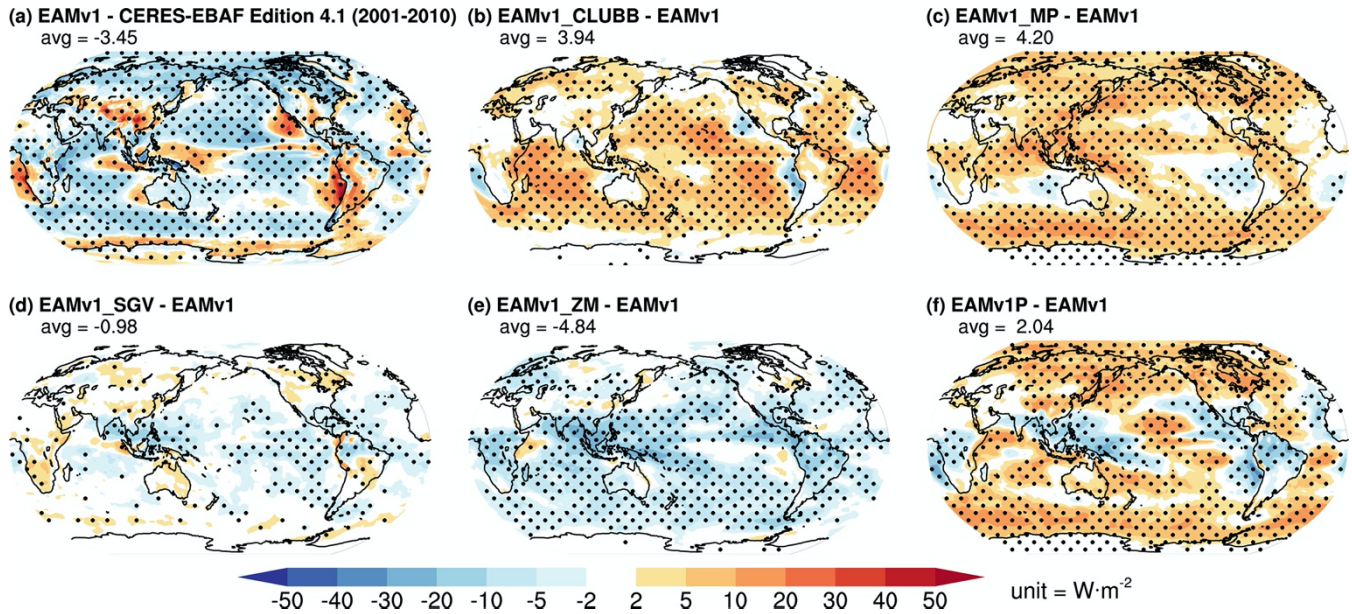 (a) EAMv1 - CERES-EBAF Edition 4.1 (2001-2010)
avg = -3.45
(b) EAMv1_CLUBB - EAMv1
avg = 3.94
(c) EAMv1_MP - EAMv1
avg = 4.20
(d) EAMv1_SGV - EAMv1
avg = -0.98
(e) EAMv1_ZM - EAMv1
avg = -4.84
(f) EAMv1P - EAMv1
avg = 2.04
-50 -40 -30 -20 -10 -5 -2 2 5 10 20 30 40 50 unit = W·m⁻²